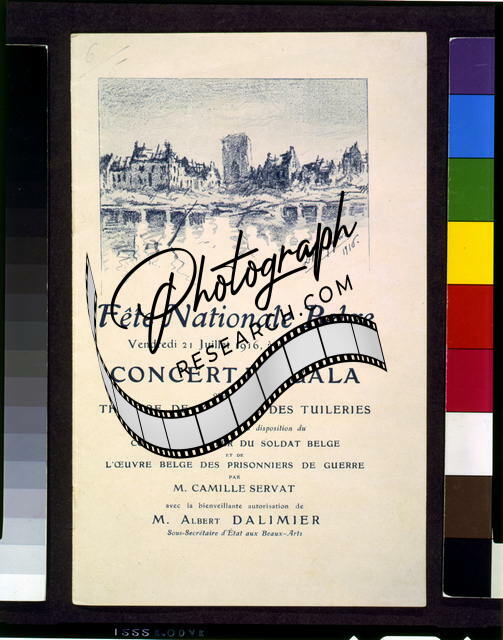 1916.
Photograph
RESEARCH.COM
Fête Nationale Belge
Vendredi 21 Juillet 1916, à
CONCERT GALA
DES TUILERIES
disposition du
DU SOLDAT BELGE
ET DE
L'ŒUVRE BELGE DES PRISONNIERS DE GUERRE
PAR
M. CAMILLE SERVAT
avec la bienveillante autorisation de
M. ALBERT DALIMIER
Sous-Secrétaire d'État aux Beaux-Arts